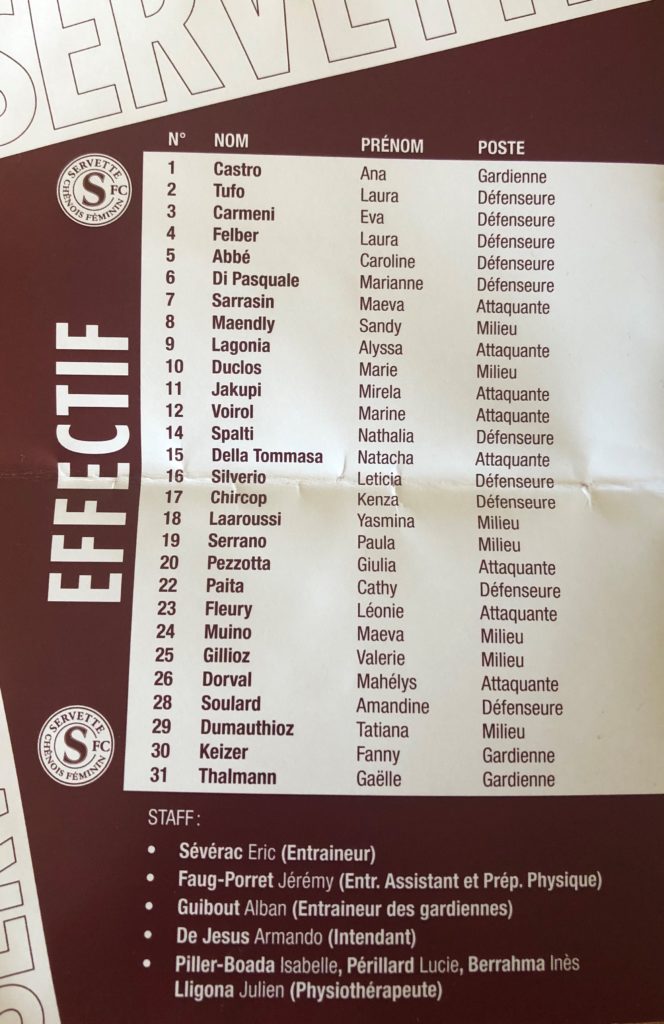 SERVETTE
N° NOM PRÉNOM POSTE
1 Castro Ana Gardienne
2 Tufo Laura Défenseure
3 Carmeni Eva Défenseure
4 Felber Laura Défenseure
5 Abbé Caroline Défenseure
6 Di Pasquale Marianne Défenseure
7 Sarrasin Maeva Attaquante
8 Maendly Sandy Milieu
9 Lagonia Alyssa Attaquante
10 Duclos Marie Milieu
11 Jakupi Mirela Attaquante
12 Voirol Marine Attaquante
14 Spalti Nathalia Défenseure
15 Della Tommasa Natacha Attaquante
16 Silverio Leticia Défenseure
17 Chircop Kenza Défenseure
18 Laaroussi Yasmina Milieu
19 Serrano Paula Milieu
20 Pezzotta Giulia Attaquante
22 Paita Cathy Défenseure
23 Fleury Léonie Attaquante
24 Muino Maeva Milieu
25 Gillioz Valerie Milieu
26 Dorval Mahélys Attaquante
28 Soulard Amandine Défenseure
29 Dumauthioz Tatiana Milieu
30 Keizer Fanny Gardienne
31 Thalmann Gaëlle Gardienne
SERVETTE
S FC
CHÊNOIS FÉMININ
EFFECTIF
SERVETTE
S FC
CHÊNOIS FÉMININ
STAFF :
• Sévérac Eric (Entraineur)
• Faug-Porret Jérémy (Entr. Assistant et Prép. Physique)
• Guibout Alban (Entraineur des gardiennes)
• De Jesus Armando (Intendant)
• Piller-Boada Isabelle, Périllard Lucie, Berrahma Inès
Lligona Julien (Physiothérapeute)